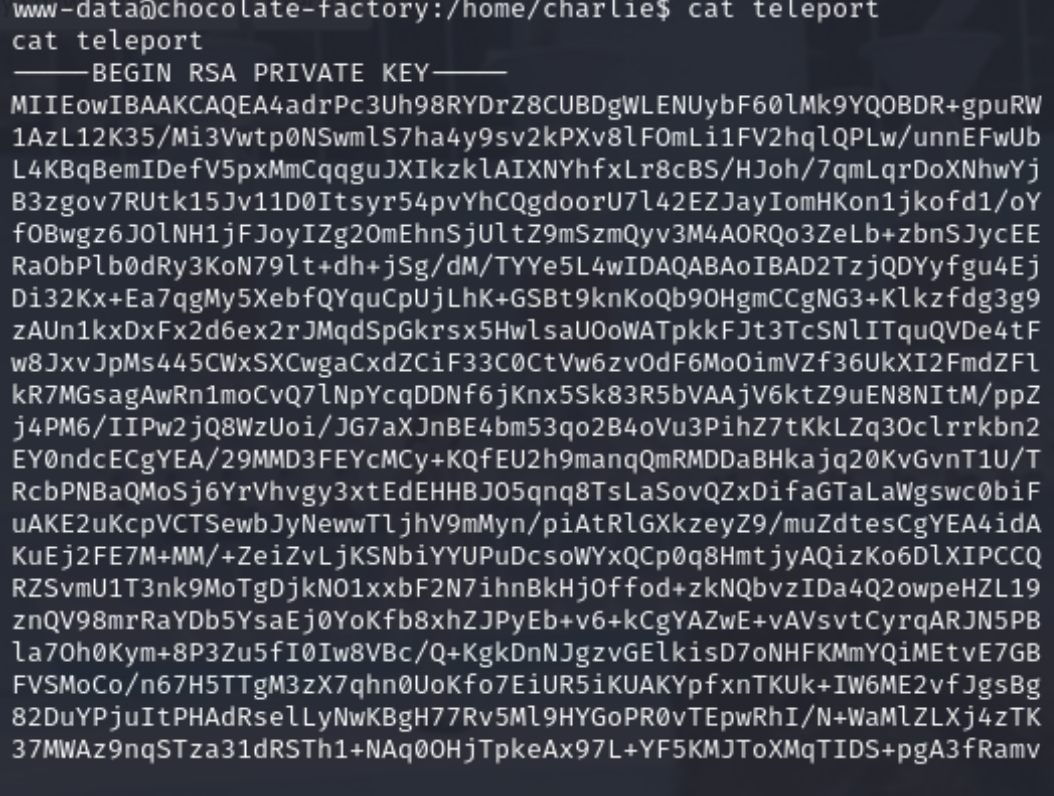 www-data@chocolate-factory:/home/charlie$ cat teleport
cat teleport
-----BEGIN RSA PRIVATE KEY-----
MIIEowIBAAKCAQEA4adrPc3Uh98RYDrZ8CUBDgWLENUybF60lMk9YQOBDR+gpuRW
1AzL12K35/Mi3Vwtp0NSwmlS7ha4y9sv2kPXv8lFOmLi1FV2hqlQPLw/unnEFwUb
L4KBqBemIDefV5pxMmCqqguJXIkzklAIXNYhfxLr8cBS/HJoh/7qmLqrDoXNhwYj
B3zgov7RUtk15Jv11D0Itsyr54pvYhCQgdoorU7l42EZJayIomHKon1jkofd1/oY
fOBwgz6JOlNH1jFJoyIZg2OmEhnSjUltZ9mSzmQyv3M4AORQo3ZeLb+zbnSJycEE
RaObPlb0dRy3KoN79lt+dh+jSg/dM/TYYe5L4wIDAQABAoIBAD2TzjQDYyfgu4Ej
Di32Kx+Ea7qgMy5XebfQYquCpUjLhK+GSBt9knKoQb9OHgmCCgNG3+Klkzfdg3g9
zAUn1kxDxFx2d6ex2rJMqdSpGkrsx5HwlsaUOoWATpkkFJt3TcSNlITquQVDe4tF
w8JxvJpMs445CWxSXCwgaCxdZCiF33C0CtVw6zvOdF6MoOimVZf36UkXI2FmdZFl
kR7MGsagAwRn1moCvQ7lNpYcqDDNf6jKnx5Sk83R5bVAAjV6ktZ9uEN8NItM/ppZ
j4PM6/IIPw2jQ8WzUoi/JG7aXJnBE4bm53qo2B4oVu3PihZ7tKkLZq3Oclrrkbn2
EY0ndcECgYEA/29MMD3FEYcMCy+KQfEU2h9manqQmRMDDaBHkajq20KvGvnT1U/T
RcbPNBaQMoSj6YrVhvgy3xtEdEHHBJO5qnq8TsLaSovQZxDifaGTaLaWgswc0biF
uAKE2uKcpVCTSewbJyNewwTljhV9mMyn/piAtRlGXkzeyZ9/muZdtesCgYEA4idA
KuEj2FE7M+MM/+ZeiZvLjKSNbiYYUPuDcsoWYxQCp0q8HmtjyAQizKo6DlXIPCCQ
RZSvmU1T3nk9MoTgDjkNO1xxbF2N7ihnBkHjOffod+zkNQbvzIDa4Q2owpeHZL19
znQV98mrRaYDb5YsaEj0YoKfb8xhZJPyEb+v6+kCgYAZwE+vAVsvtCyrqARJN5PB
la7Oh0Kym+8P3Zu5fI0Iw8VBc/Q+KgkDnNJgzvGElkisD7oNHFKMmYQiMEtvE7GB
FVSMoCo/n67H5TTgM3zX7qhn0UoKfo7EiUR5iKUAKYpfxnTKUk+IW6ME2vfJgsBg
82DuYPjuItPHAdRselLyNwKBgH77Rv5Ml9HYGoPR0vTEpwRhI/N+WaMlZLXj4zTK
37MWAz9nqSTza31dRSTh1+NAq0OHjTpkeAx97L+YF5KMJToXMqTIDS+pgA3fRamv